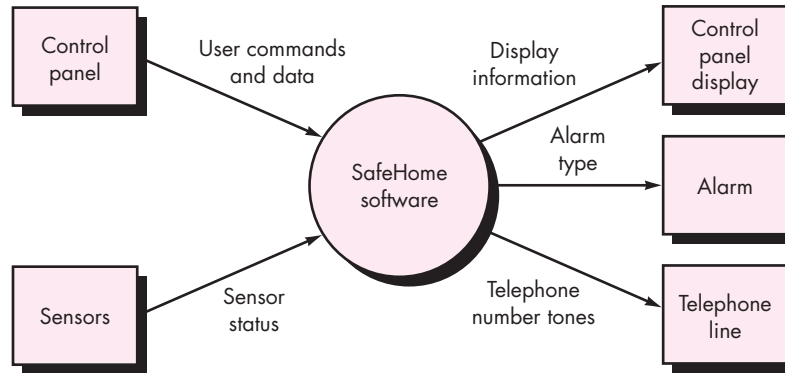 Control
panel
User commands
and data
Display
information
Control
panel
display
SafeHome
software
Alarm
type
Alarm
Sensors
Sensor
status
Telephone
number tones
Telephone
line